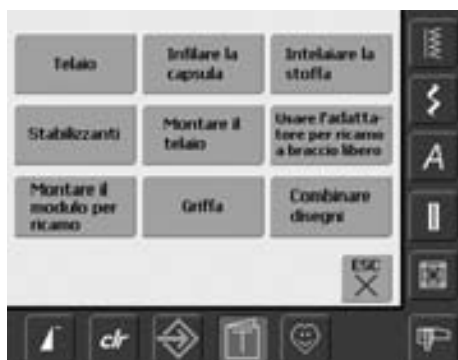 Telaio
Infilare la
capsula
Intelaiare la
stoffa
Stabilizzanti
Montare il
telaio
Usare l'adatta-
tore per ricamo
a braccio libero
Montare il
modulo per
ricamo
Griffa
Combinare
disegni
ESC
A
clr